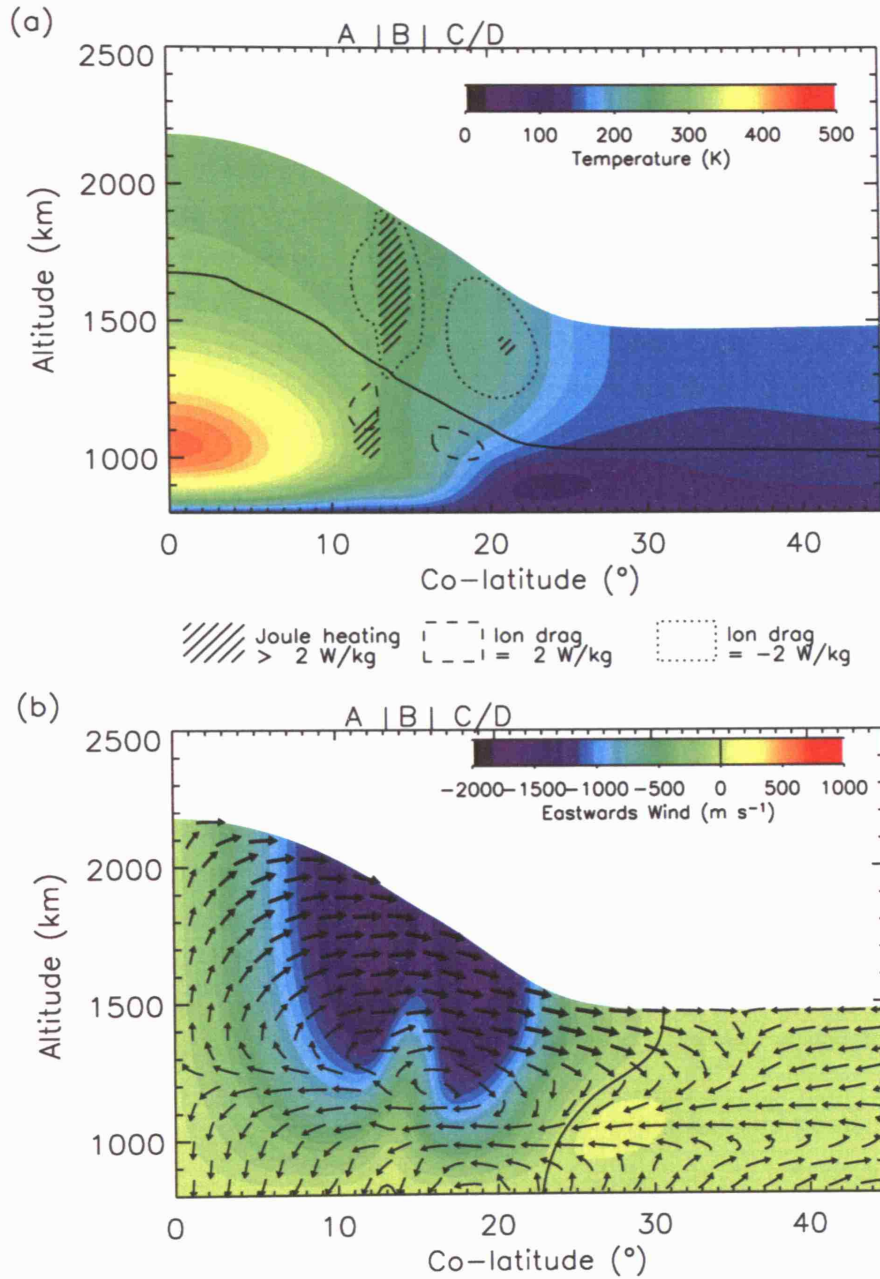 (a)
A | B | C/D
2500
2000
1500
1000
Altitude (km)
0 100 200 300 400 500
Temperature (K)
0 10 20 30 40
Co-latitude (°)
Joule heating
> 2 W/kg
Ion drag
= 2 W/kg
Ion drag
= -2 W/kg
(b)
A | B | C/D
2500
2000
1500
1000
Altitude (km)
-2000 -1500 -1000 -500 0 500 1000
Eastwards Wind (m s⁻¹)
0 10 20 30 40
Co-latitude (°)